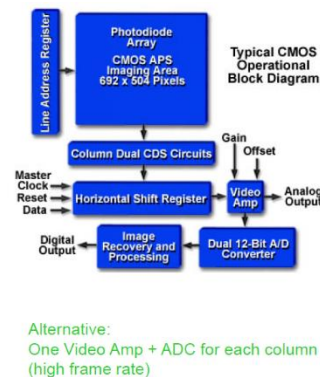 Line Address Register
Photodiode
Array
CMOS APS
Imaging Area
692 x 504 Pixels
Typical CMOS
Operational
Block Diagram
Column Dual CDS Circuits
Gain
Offset
Master
Clock
Reset
Data
Horizontal Shift Register
Video
Amp
Analog
Output
Digital
Output
Image
Recovery and
Processing
Dual 12-Bit A/D
Converter
Alternative:
One Video Amp + ADC for each column
(high frame rate)